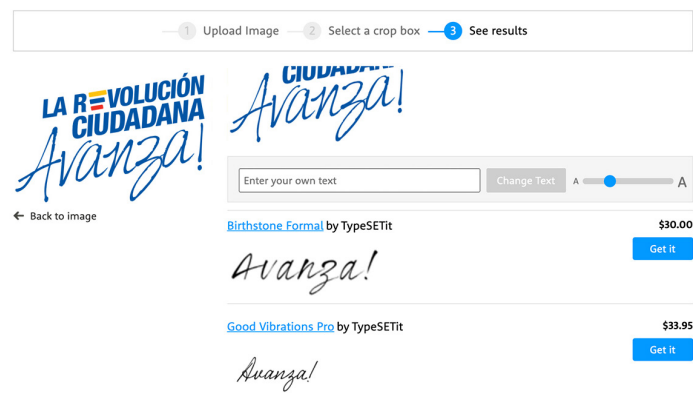 1 Upload Image 2 Select a crop box 3 See results
LA REVOLUCIÓN
CIUDADANA
Avanza!
← Back to image
CIUDADANA
Avanza!
Enter your own text Change Text A A
Birthstone Formal by TypeSETit $30.00
Get it
Avanza!
Good Vibrations Pro by TypeSETit $33.95
Get it
Avanza!